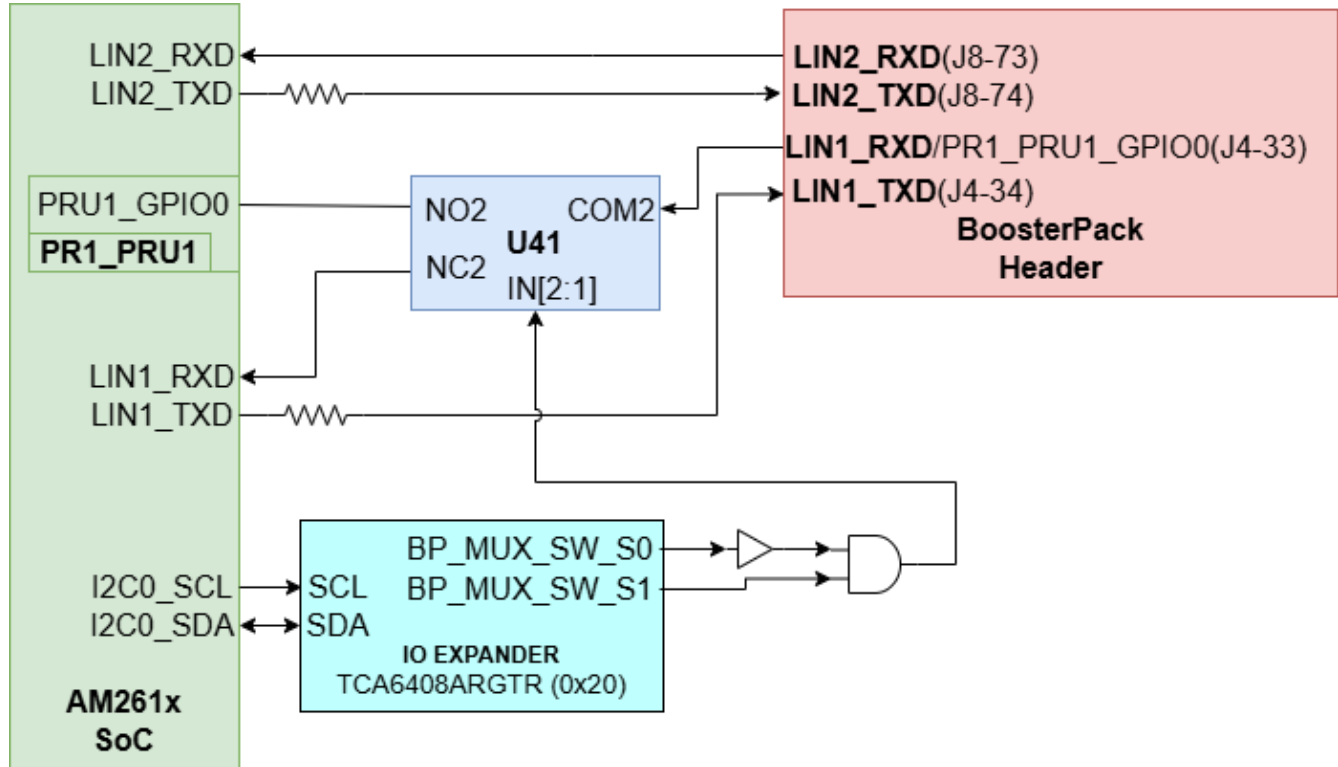 LIN2_RXD
LIN2_TXD
PRU1_GPIO0
PR1_PRU1
LIN1_RXD
LIN1_TXD
I2C0_SCL
I2C0_SDA
AM261x
SoC
NO2
COM2
U41
NC2
IN[2:1]
LIN2_RXD(J8-73)
LIN2_TXD(J8-74)
LIN1_RXD/PR1_PRU1_GPIO0(J4-33)
LIN1_TXD(J4-34)
BoosterPack
Header
BP_MUX_SW_S0
BP_MUX_SW_S1
SCL
SDA
IO EXPANDER
TCA6408ARGTR (0x20)